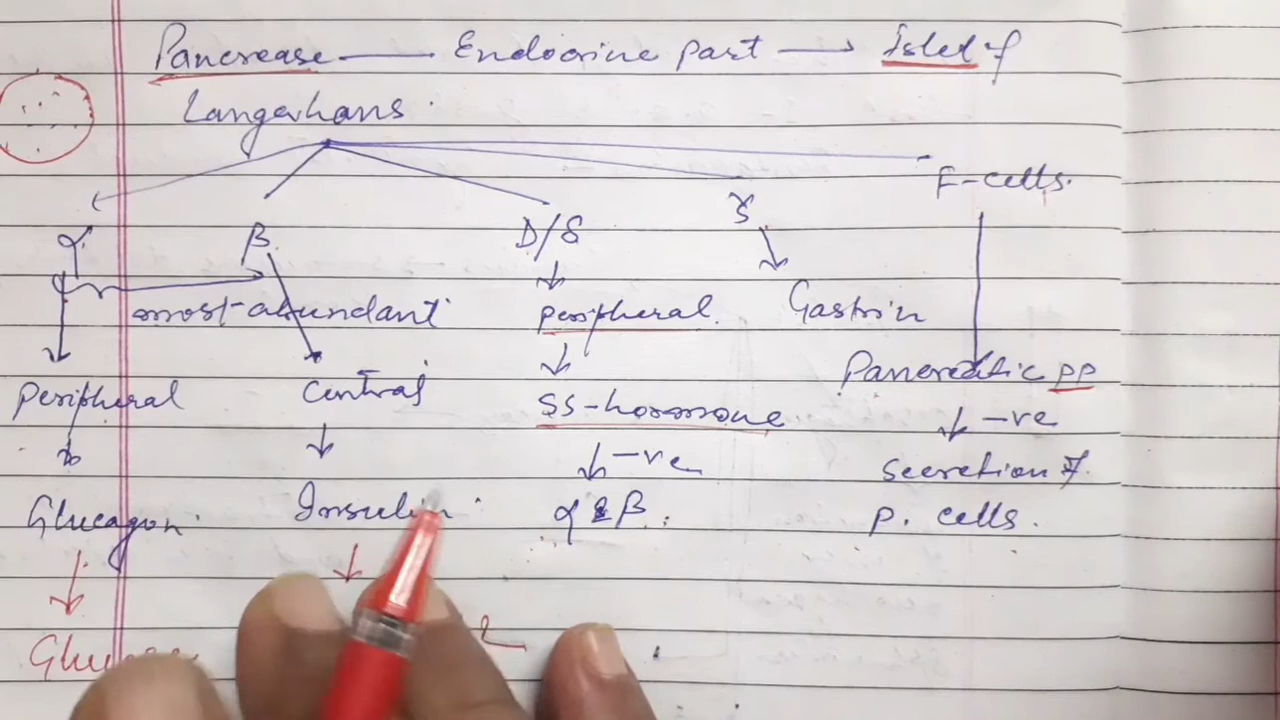 Pancrease — Endocrine part → Islet of
Langerhans.
F-cells.
α β D/δ γ
most-abundant peripheral. Gastrin
Peripheral Central Pancreatic PP
SS-hormone -ve
-ve Secretion of
Glucagon. Insulin α & β. P. cells.